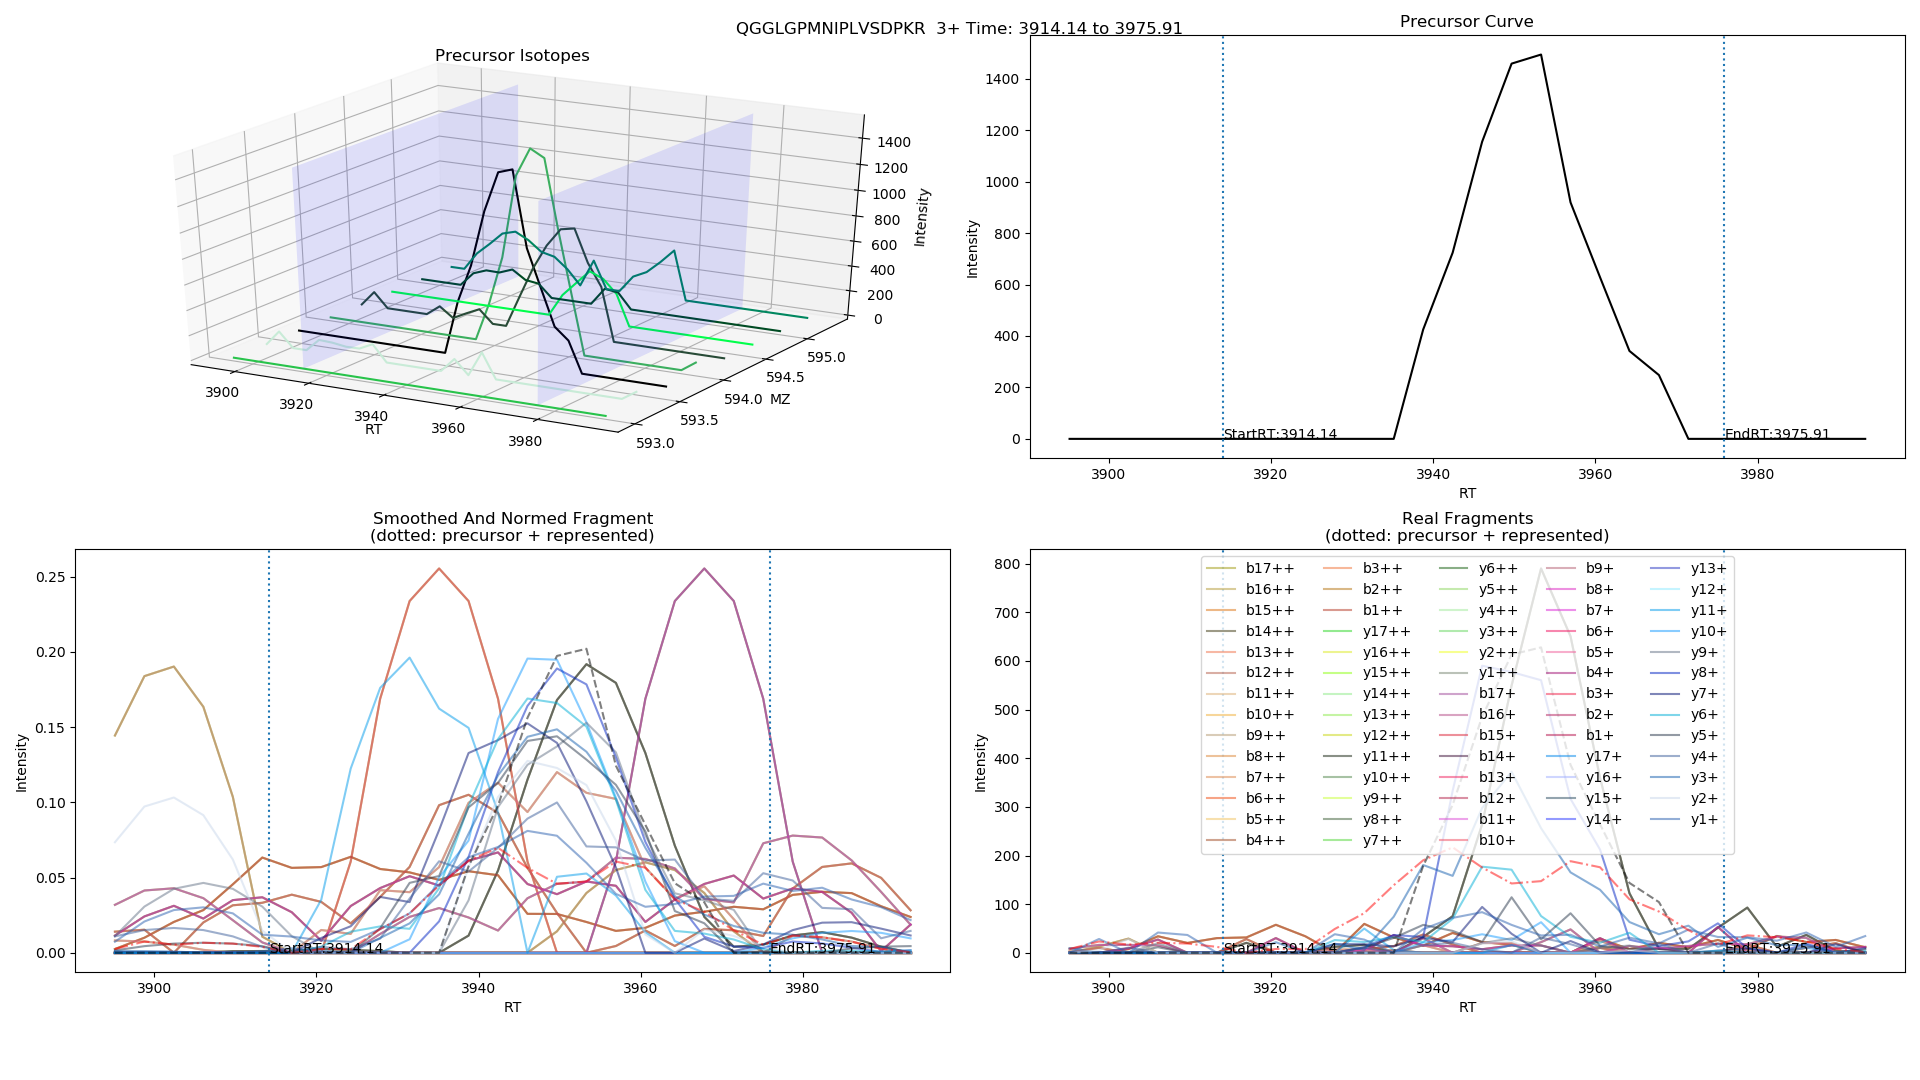 QGGLGPMNIPLVSDPKR 3+ Time: 3914.14 to 3975.91
Precursor Isotopes
1400
1200
1000
800
600
400
200
0
Intensity
3900
3920
3940
3960
3980
RT
593.0
593.5
594.0
594.5
595.0
MZ
Precursor Curve
1400
1200
1000
800
600
400
200
0
Intensity
StartRT:3914.14
EndRT:3975.91
3900
3920
3940
3960
3980
RT
Smoothed And Normed Fragment
(dotted: precursor + represented)
0.25
0.20
0.15
0.10
0.05
0.00
Intensity
StartRT:3914.14
EndRT:3975.91
3900
3920
3940
3960
3980
RT
Real Fragments
(dotted: precursor + represented)
800
700
600
500
400
300
200
100
0
Intensity
b17++
b16++
b15++
b14++
b13++
b12++
b11++
b10++
b9++
b8++
b7++
b6++
b5++
b4++
b3++
b2++
b1++
y17++
y16++
y15++
y14++
y13++
y12++
y11++
y10++
y9++
y8++
y7++
y6++
y5++
y4++
y3++
y2++
y1++
b17+
b16+
b15+
b14+
b13+
b12+
b11+
b10+
b9+
b8+
b7+
b6+
b5+
b4+
b3+
b2+
b1+
y17+
y16+
y15+
y14+
y13+
y12+
y11+
y10+
y9+
y8+
y7+
y6+
y5+
y4+
y3+
y2+
y1+
StartRT:3914.14
EndRT:3975.91
3900
3920
3940
3960
3980
RT